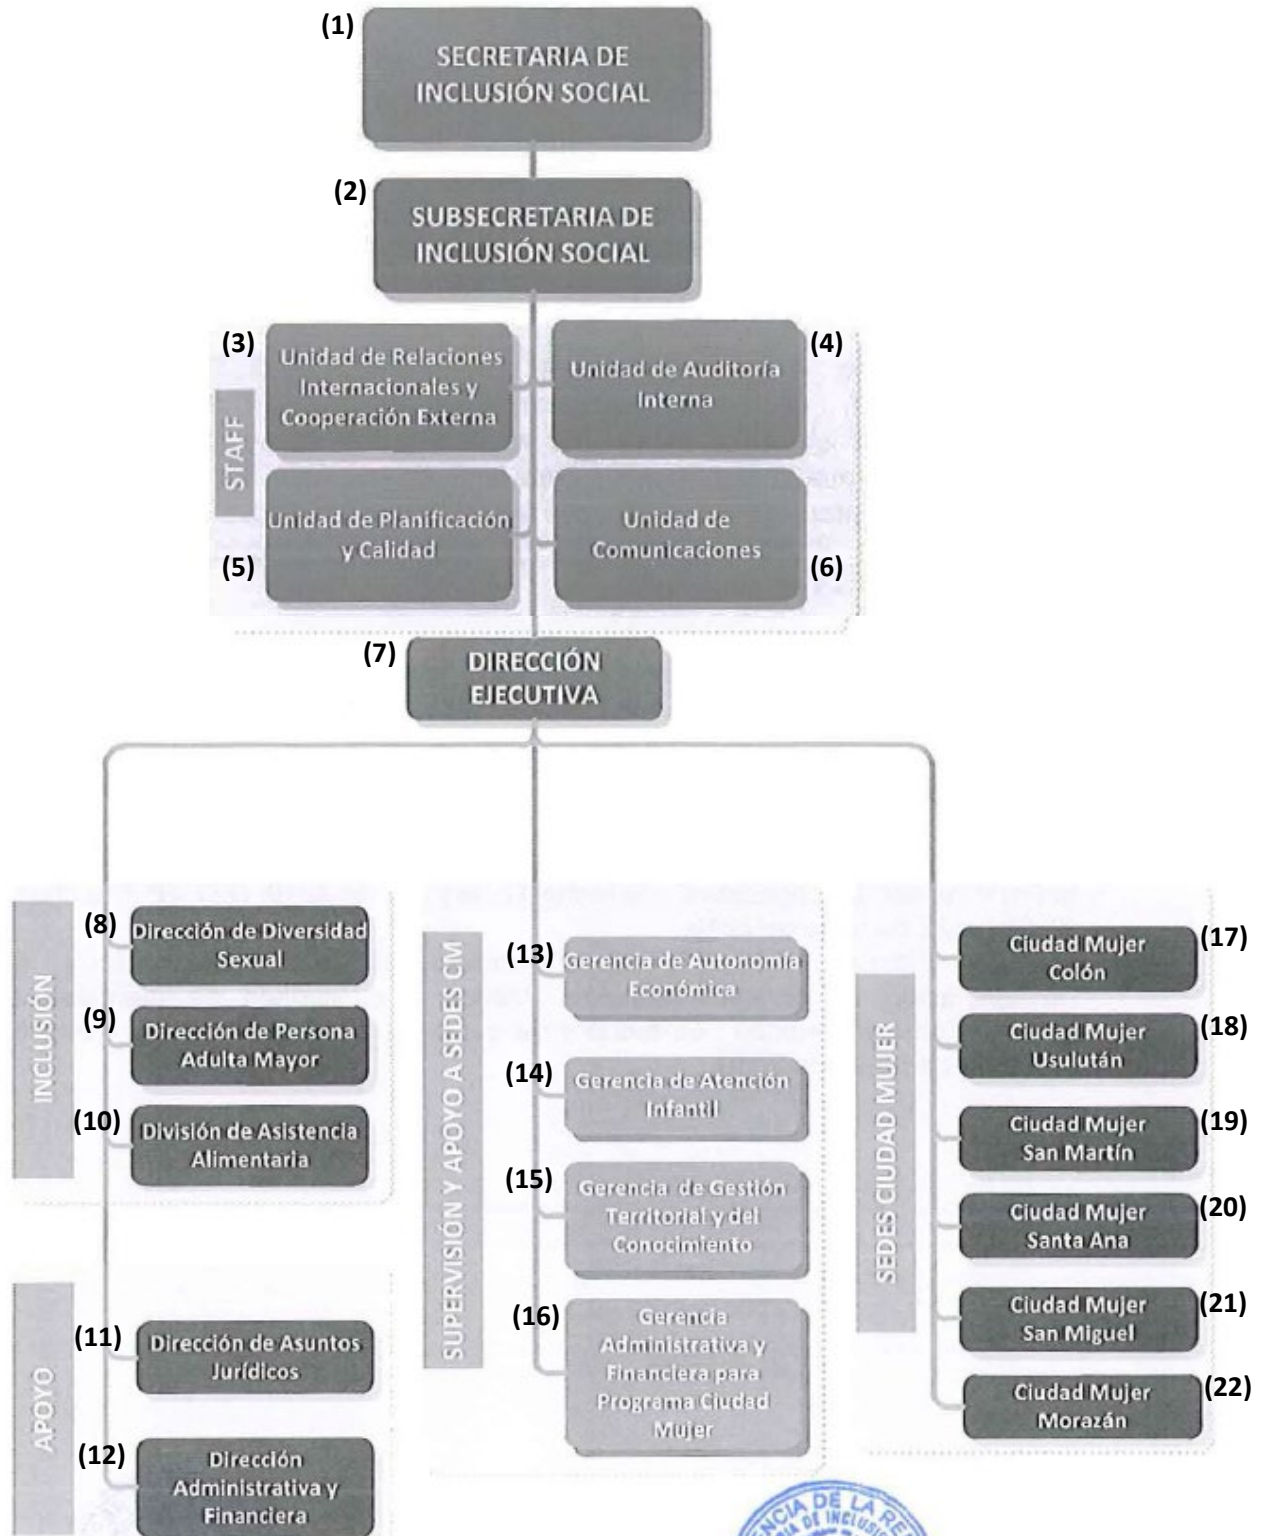 (1)
SECRETARIA DE
INCLUSIÓN SOCIAL
(2)
SUBSECRETARIA DE
INCLUSIÓN SOCIAL
STAFF
(3)
Unidad de Relaciones
Internacionales y
Cooperación Externa
(4)
Unidad de Auditoría
Interna
(5)
Unidad de Planificación
y Calidad
(6)
Unidad de
Comunicaciones
(7)
DIRECCIÓN
EJECUTIVA
INCLUSIÓN
(8)
Dirección de Diversidad
Sexual
(9)
Dirección de Persona
Adulta Mayor
(10)
División de Asistencia
Alimentaria
APOYO
(11)
Dirección de Asuntos
Jurídicos
(12)
Dirección
Administrativa y
Financiera
SUPERVISIÓN Y APOYO A SEDES CM
(13)
Gerencia de Autonomía
Económica
(14)
Gerencia de Atención
Infantil
(15)
Gerencia de Gestión
Territorial y del
Conocimiento
(16)
Gerencia
Administrativa y
Financiera para
Programa Ciudad
Mujer
SEDES CIUDAD MUJER
(17)
Ciudad Mujer
Colón
(18)
Ciudad Mujer
Usulután
(19)
Ciudad Mujer
San Martín
(20)
Ciudad Mujer
Santa Ana
(21)
Ciudad Mujer
San Miguel
(22)
Ciudad Mujer
Morazán
DE LA
DE